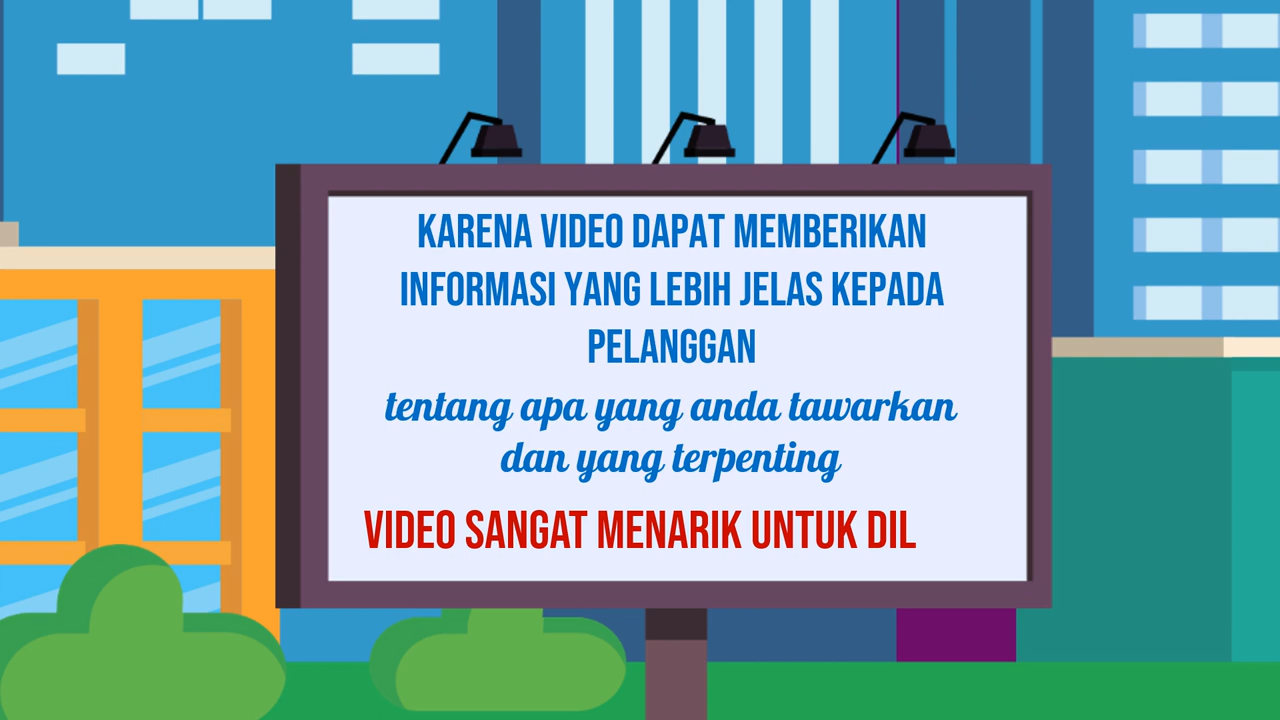 KARENA VIDEO DAPAT MEMBERIKAN
INFORMASI YANG LEBIH JELAS KEPADA
PELANGGAN
tentang apa yang anda tawarkan
dan yang terpenting
VIDEO SANGAT MENARIK UNTUK DIL